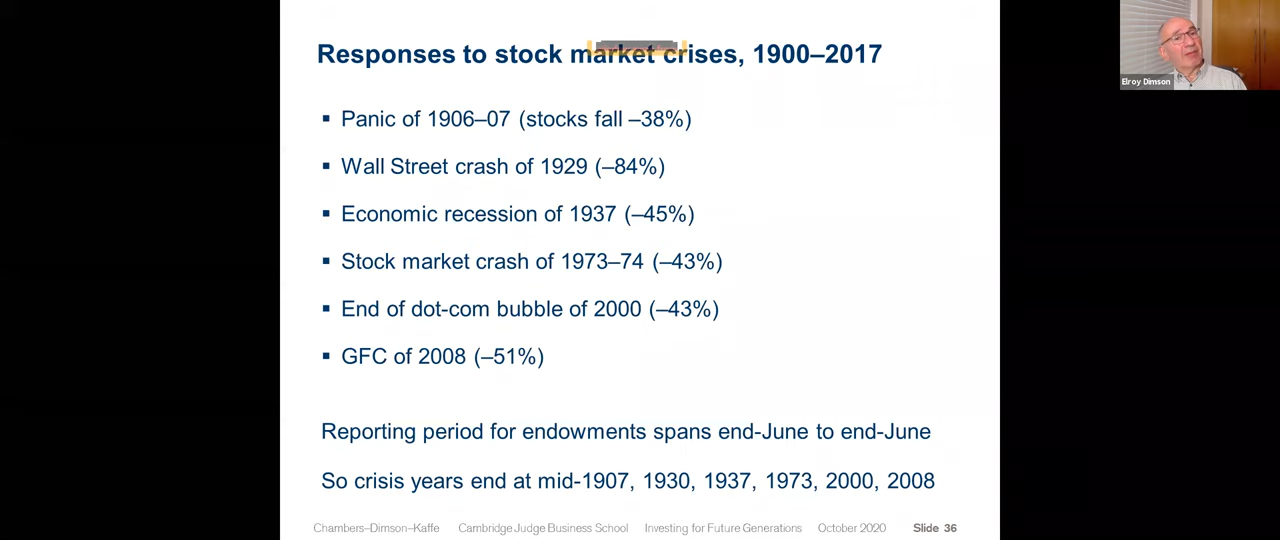 Responses to stock market crises, 1900–2017
Elroy Dimson
▪ Panic of 1906–07 (stocks fall –38%)
▪ Wall Street crash of 1929 (–84%)
▪ Economic recession of 1937 (–45%)
▪ Stock market crash of 1973–74 (–43%)
▪ End of dot-com bubble of 2000 (–43%)
▪ GFC of 2008 (–51%)
Reporting period for endowments spans end-June to end-June
So crisis years end at mid-1907, 1930, 1937, 1973, 2000, 2008
Chambers–Dimson–Kaffe Cambridge Judge Business School Investing for Future Generations October 2020 Slide 36